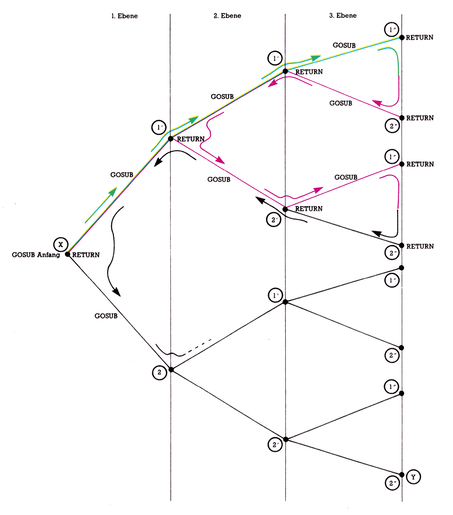 1. Ebene
2. Ebene
3. Ebene
1″
RETURN
GOSUB
1′
RETURN
GOSUB
GOSUB
2″
RETURN
1′
RETURN
1″
RETURN
GOSUB
GOSUB
GOSUB
RETURN
2′
X
RETURN
2″
GOSUB Anfang
RETURN
1″
1′
GOSUB
2″
2
1″
2′
2″
Y